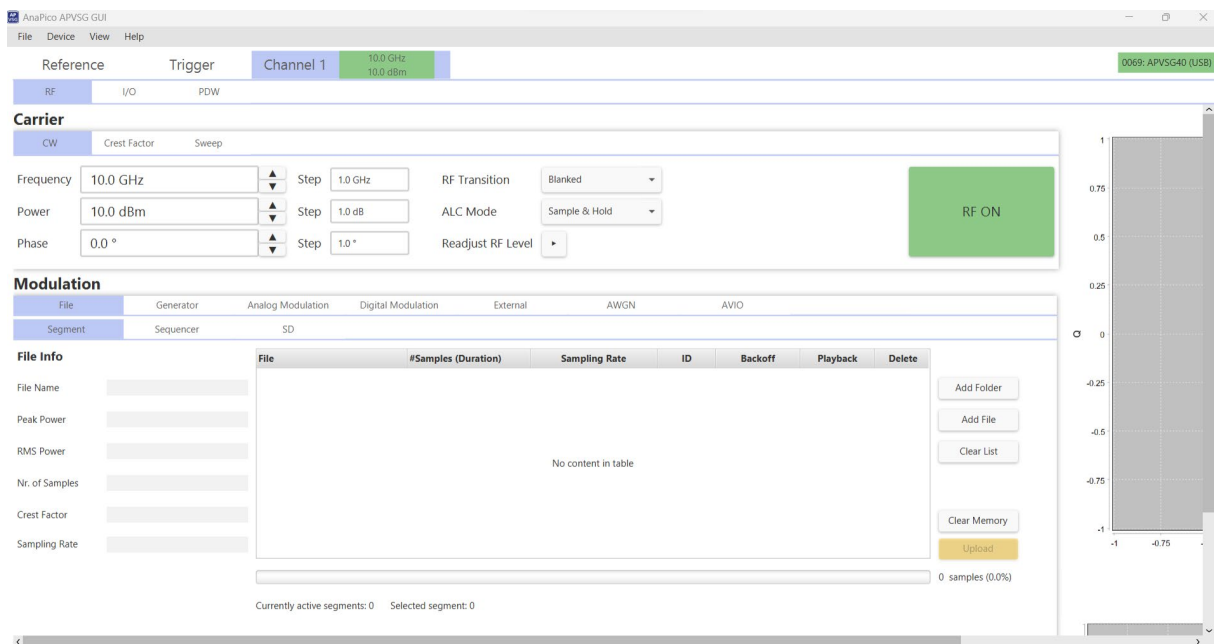 AP VSG AnaPico APVSG GUI
File Device View Help
Reference Trigger Channel 1 10.0 GHz
10.0 dBm
0069: APVSG40 (USB)
RF I/O PDW
Carrier
CW Crest Factor Sweep
Frequency 10.0 GHz Step 1.0 GHz RF Transition Blanked
Power 10.0 dBm Step 1.0 dB ALC Mode Sample & Hold
Phase 0.0 ° Step 1.0 ° Readjust RF Level
RF ON
Modulation
File Generator Analog Modulation Digital Modulation External AWGN AVIO
Segment Sequencer SD
File Info
File Name
Peak Power
RMS Power
Nr. of Samples
Crest Factor
Sampling Rate
File #Samples (Duration) Sampling Rate ID Backoff Playback Delete
No content in table
Add Folder
Add File
Clear List
Clear Memory
Upload
0 samples (0.0%)
Currently active segments: 0 Selected segment: 0
1
0.75
0.5
0.25
Q 0
-0.25
-0.5
-0.75
-1
-1 -0.75